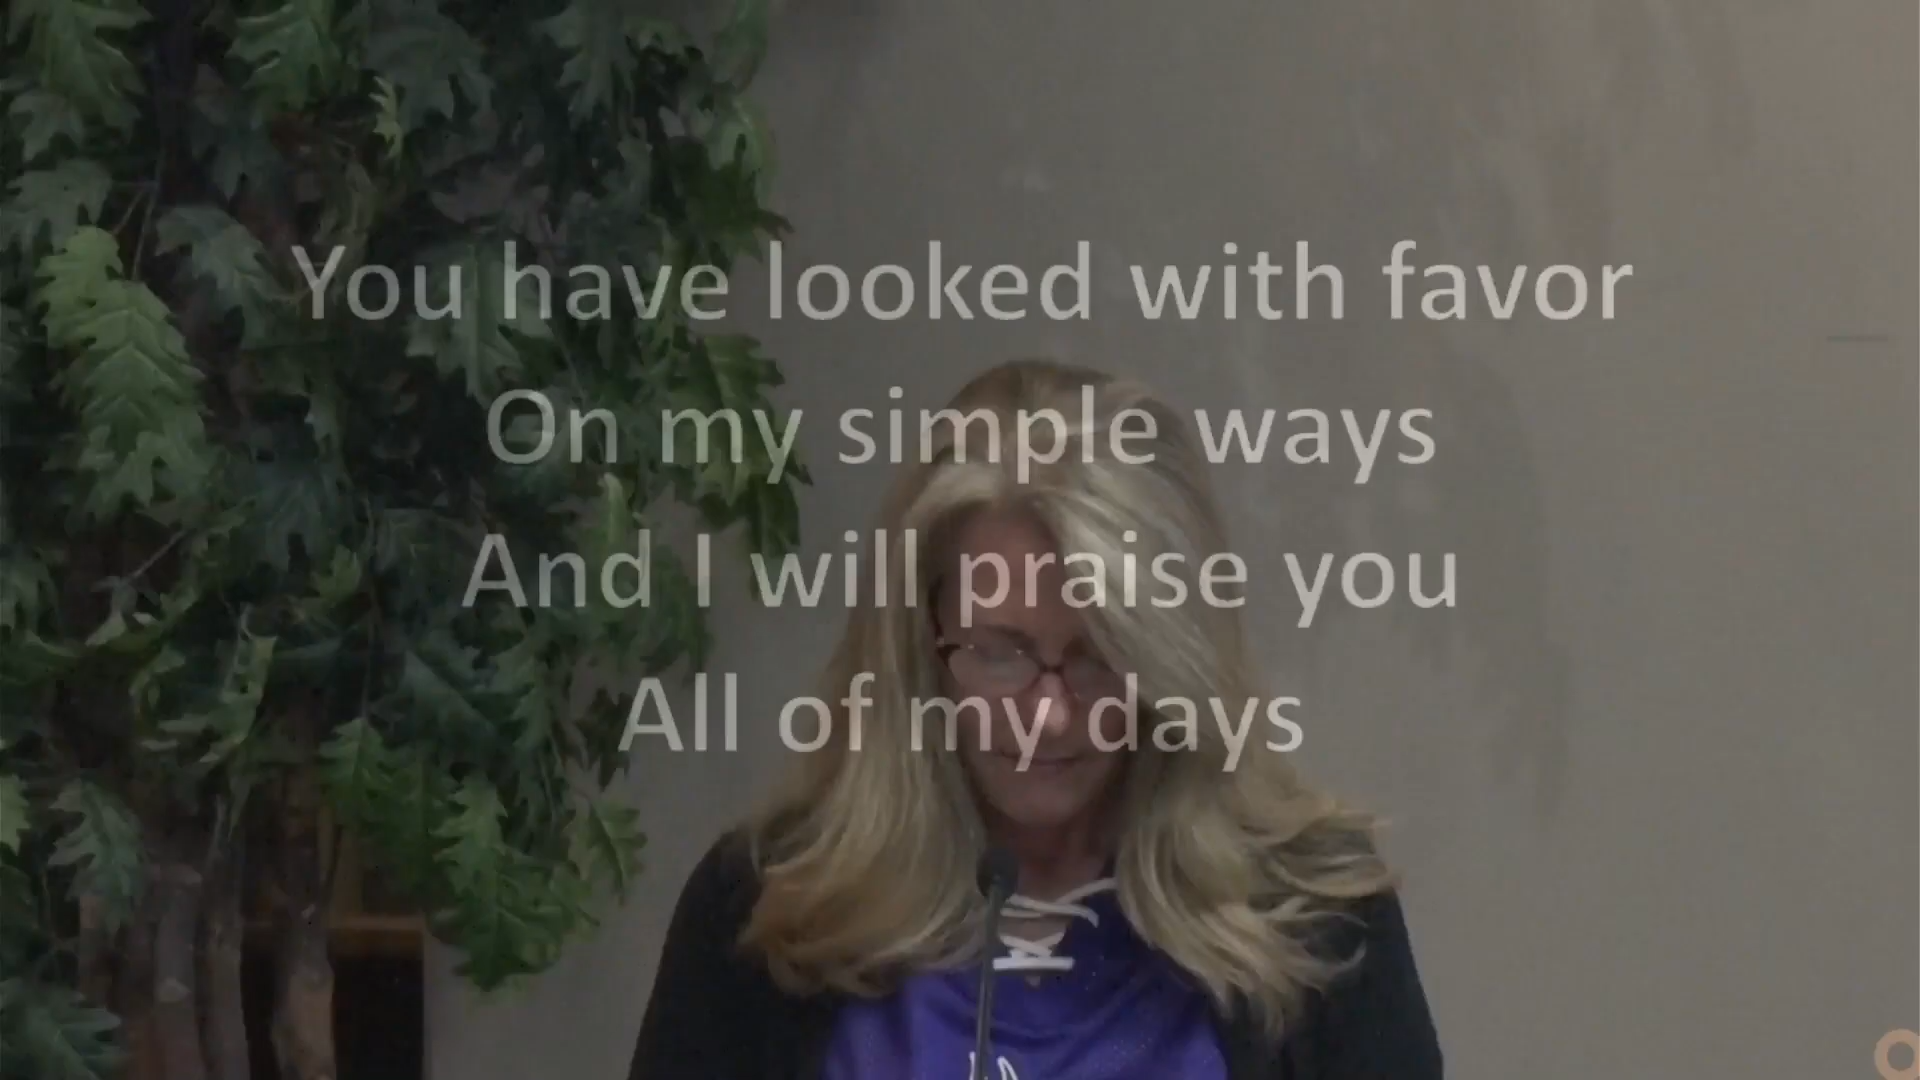 You have looked with favor
On my simple ways
And I will praise you
All of my days